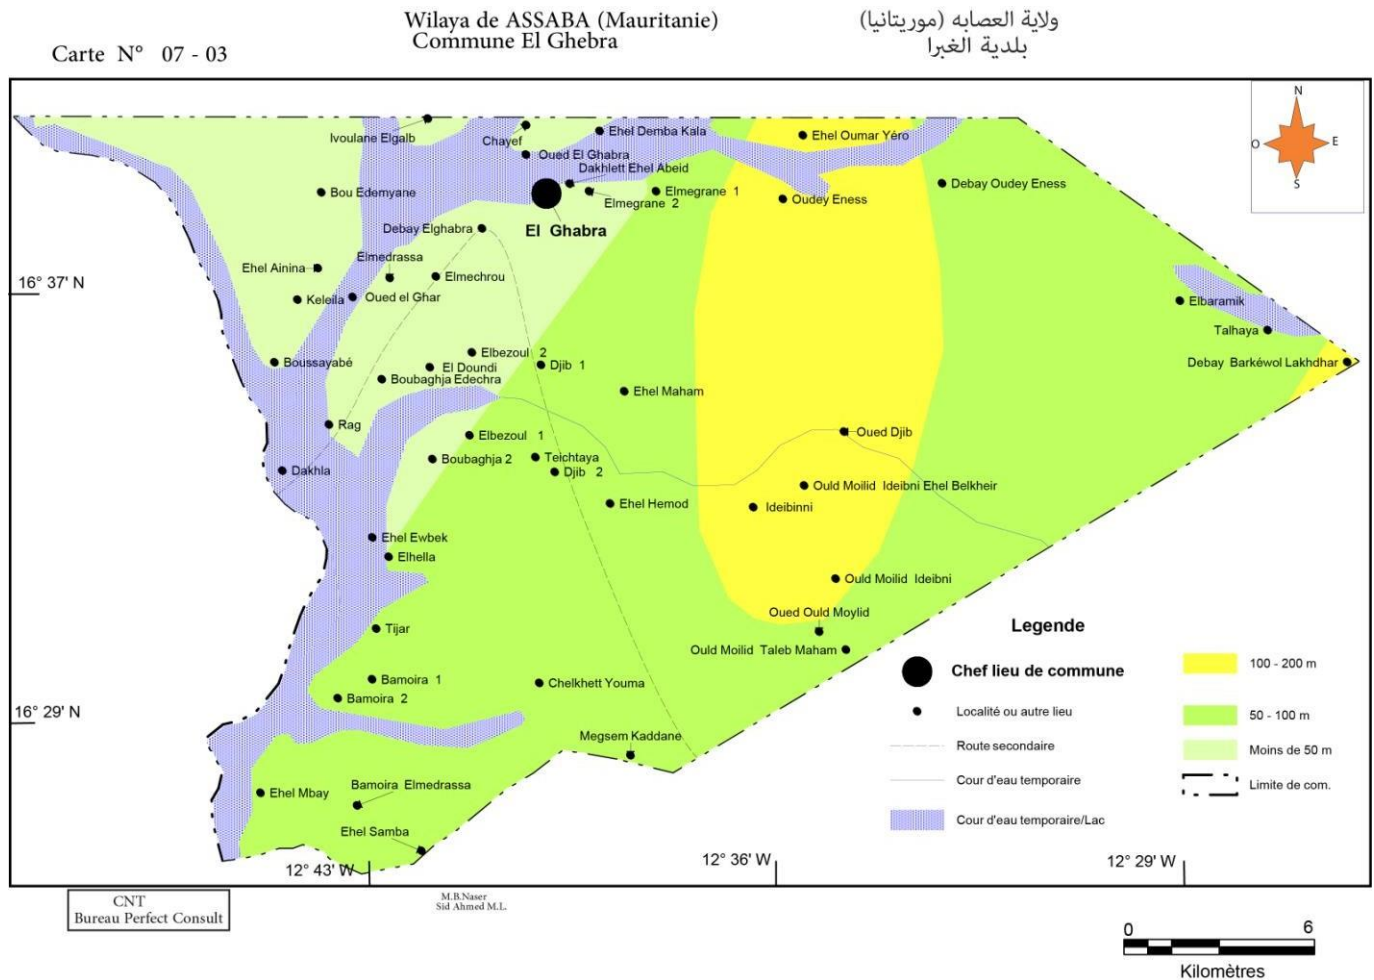 Wilaya de ASSABA (Mauritanie)
Commune El Ghebra
ولاية العصابه (موريتانيا)
بلدية الغبرا
Carte N° 07 - 03
N
O
E
S
Ivoulane Elgalb
Chayef
Ehel Demba Kala
Ehel Oumar Yéro
Oued El Ghabra
Dakhlett Ehel Abeid
Bou Edemyane
Elmegrane 1
Elmegrane 2
Oudey Eness
Debay Oudey Eness
Debay Elghabra
El Ghabra
Ehel Ainina
Elmedrassa
Elmechrou
16° 37' N
Keleila
Oued el Ghar
Elbaramik
Talhaya
Boussayabé
Elbezoul 2
El Doundi
Djib 1
Debay Barkéwol Lakhdhar
Boubaghja Edechra
Ehel Maham
Rag
Elbezoul 1
Oued Djib
Dakhla
Boubaghja 2
Teichtaya
Djib 2
Ould Moilid Ideibni Ehel Belkheir
Ehel Hemod
Ideibinni
Ehel Ewbek
Elhella
Ould Moilid Ideibni
Oued Ould Moylid
Tijar
Ould Moilid Taleb Maham
Bamoira 1
Bamoira 2
Chelkhett Youma
16° 29' N
Megsem Kaddane
Ehel Mbay
Bamoira Elmedrassa
Ehel Samba
Legende
Chef lieu de commune
Localité ou autre lieu
Route secondaire
Cour d'eau temporaire
Cour d'eau temporaire/Lac
100 - 200 m
50 - 100 m
Moins de 50 m
Limite de com.
12° 43' W
12° 36' W
12° 29' W
CNT
Bureau Perfect Consult
M.B.Naser
Sid Ahmed M.L.
0 6
Kilomètres